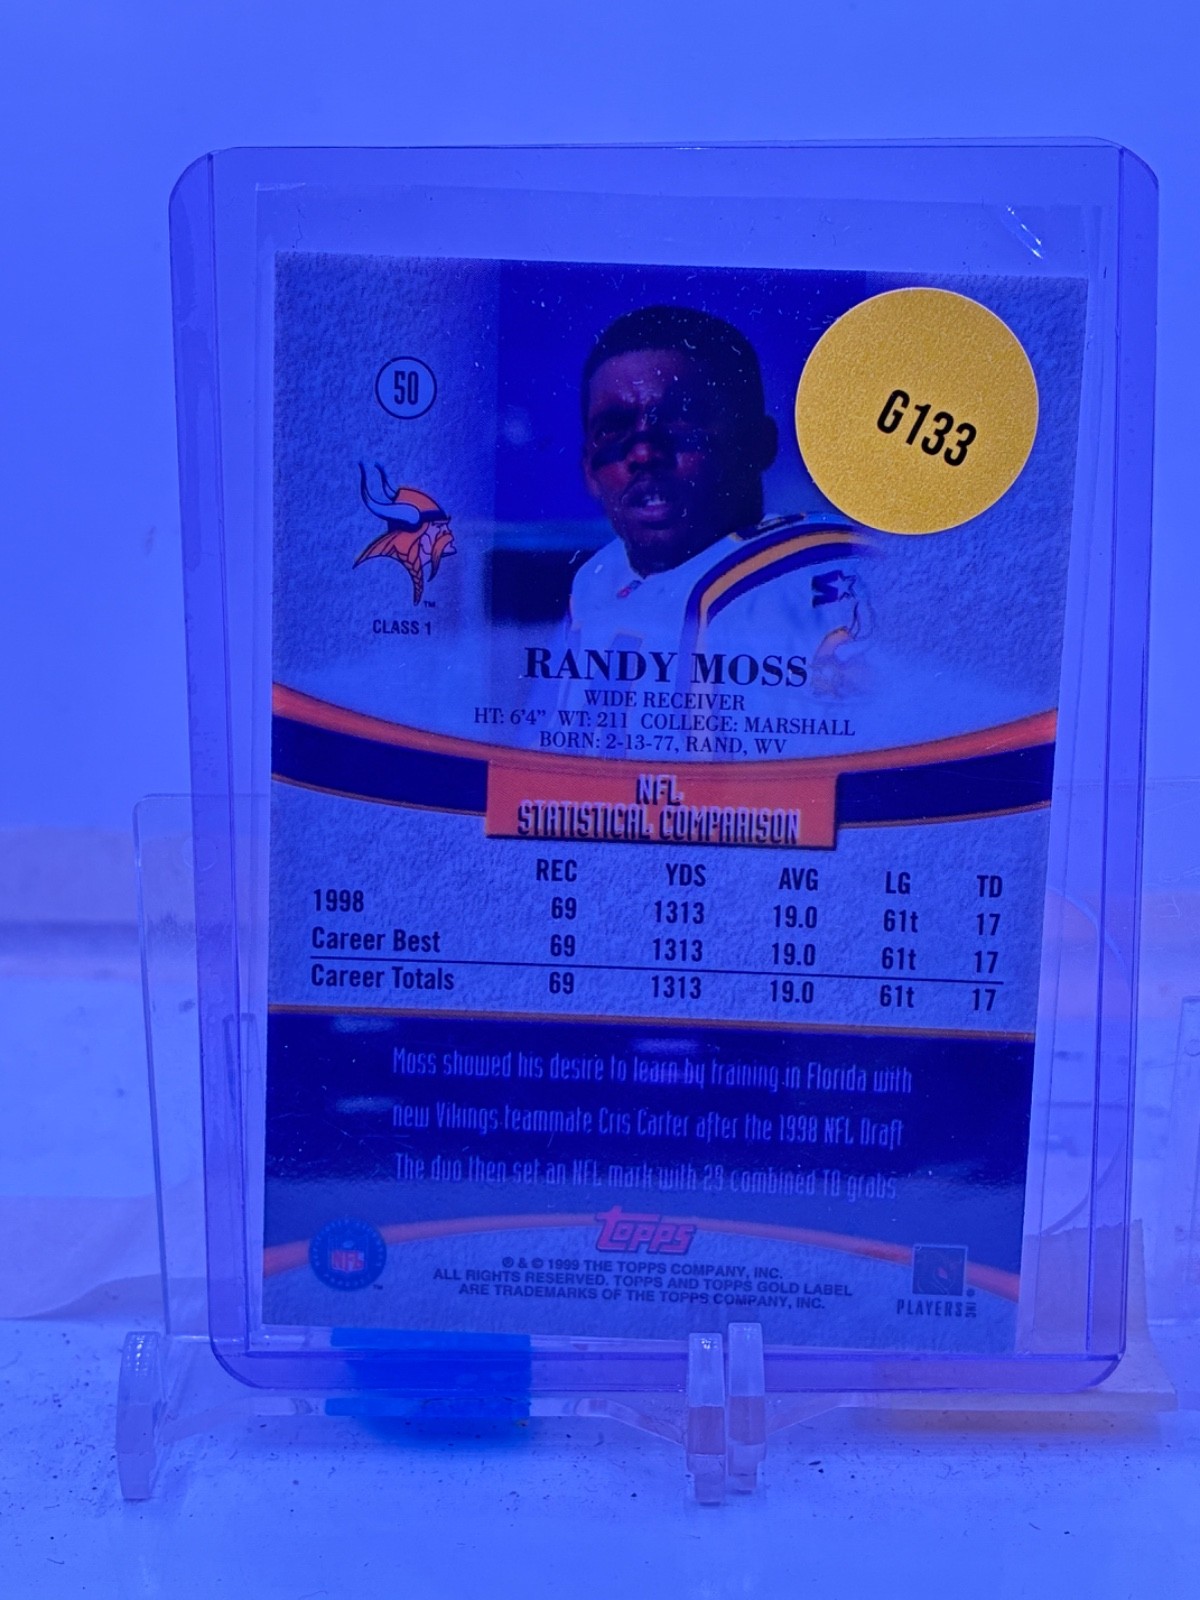 50
G133
™
CLASS 1
RANDY MOSS
WIDE RECEIVER
HT: 6'4" WT: 211 COLLEGE: MARSHALL
BORN: 2-13-77, RAND, WV
NFL
STATISTICAL COMPARISON
REC YDS AVG LG TD
1998 69 1313 19.0 61t 17
Career Best 69 1313 19.0 61t 17
Career Totals 69 1313 19.0 61t 17
Moss showed his desire to learn by training in Florida with
new Vikings teammate Cris Carter after the 1998 NFL Draft
The duo then set an NFL mark with 29 combined TD grabs
topps
® & © 1999 THE TOPPS COMPANY, INC.
ALL RIGHTS RESERVED. TOPPS AND TOPPS GOLD LABEL
ARE TRADEMARKS OF THE TOPPS COMPANY, INC.
NFL
PLAYERS INC